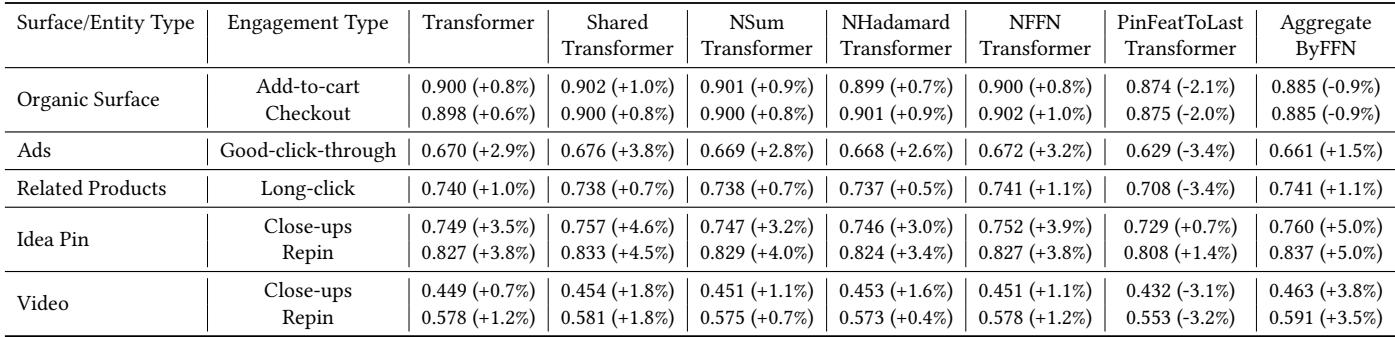 Surface/Entity Type Engagement Type Transformer Shared Transformer NSum Transformer NHadamard Transformer NFFN Transformer PinFeatToLast Transformer Aggregate ByFFN
Organic Surface Add-to-cart 0.900 (+0.8%) 0.902 (+1.0%) 0.901 (+0.9%) 0.899 (+0.7%) 0.900 (+0.8%) 0.874 (-2.1%) 0.885 (-0.9%)
Checkout 0.898 (+0.6%) 0.900 (+0.8%) 0.900 (+0.8%) 0.901 (+0.9%) 0.902 (+1.0%) 0.875 (-2.0%) 0.885 (-0.9%)
Ads Good-click-through 0.670 (+2.9%) 0.676 (+3.8%) 0.669 (+2.8%) 0.668 (+2.6%) 0.672 (+3.2%) 0.629 (-3.4%) 0.661 (+1.5%)
Related Products Long-click 0.740 (+1.0%) 0.738 (+0.7%) 0.738 (+0.7%) 0.737 (+0.5%) 0.741 (+1.1%) 0.708 (-3.4%) 0.741 (+1.1%)
Idea Pin Close-ups 0.749 (+3.5%) 0.757 (+4.6%) 0.747 (+3.2%) 0.746 (+3.0%) 0.752 (+3.9%) 0.729 (+0.7%) 0.760 (+5.0%)
Repin 0.827 (+3.8%) 0.833 (+4.5%) 0.829 (+4.0%) 0.824 (+3.4%) 0.827 (+3.8%) 0.808 (+1.4%) 0.837 (+5.0%)
Video Close-ups 0.449 (+0.7%) 0.454 (+1.8%) 0.451 (+1.1%) 0.453 (+1.6%) 0.451 (+1.1%) 0.432 (-3.1%) 0.463 (+3.8%)
Repin 0.578 (+1.2%) 0.581 (+1.8%) 0.575 (+0.7%) 0.573 (+0.4%) 0.578 (+1.2%) 0.553 (-3.2%) 0.591 (+3.5%)